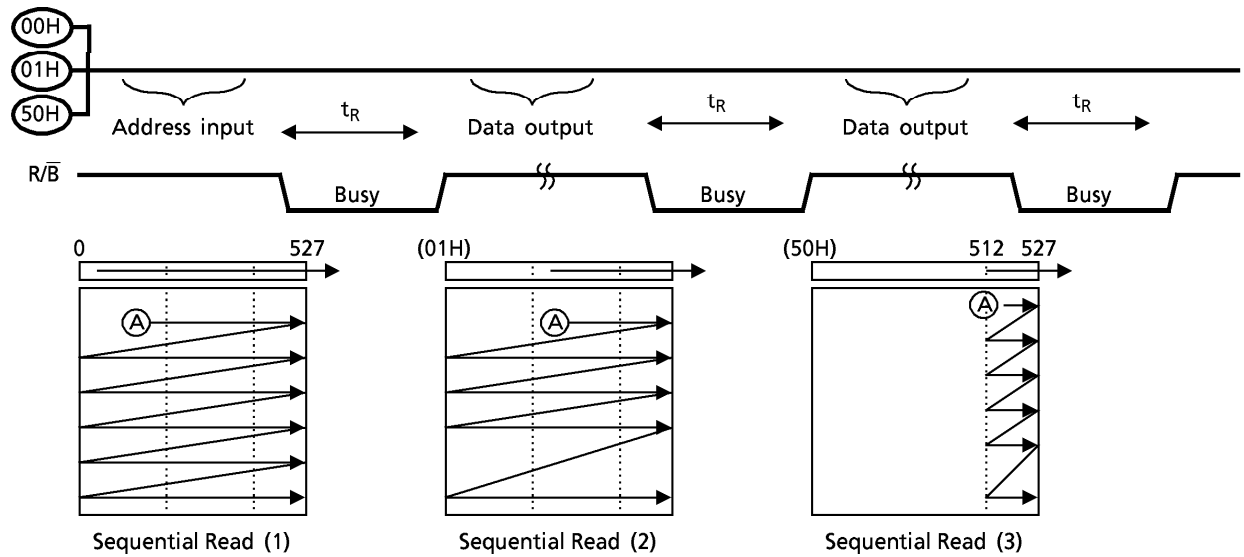 00H
01H
50H
Address input
tR
Data output
tR
Data output
tR
R/B̅
Busy
Busy
Busy
0 527
(01H)
(50H) 512 527
A
A
A
Sequential Read (1)
Sequential Read (2)
Sequential Read (3)